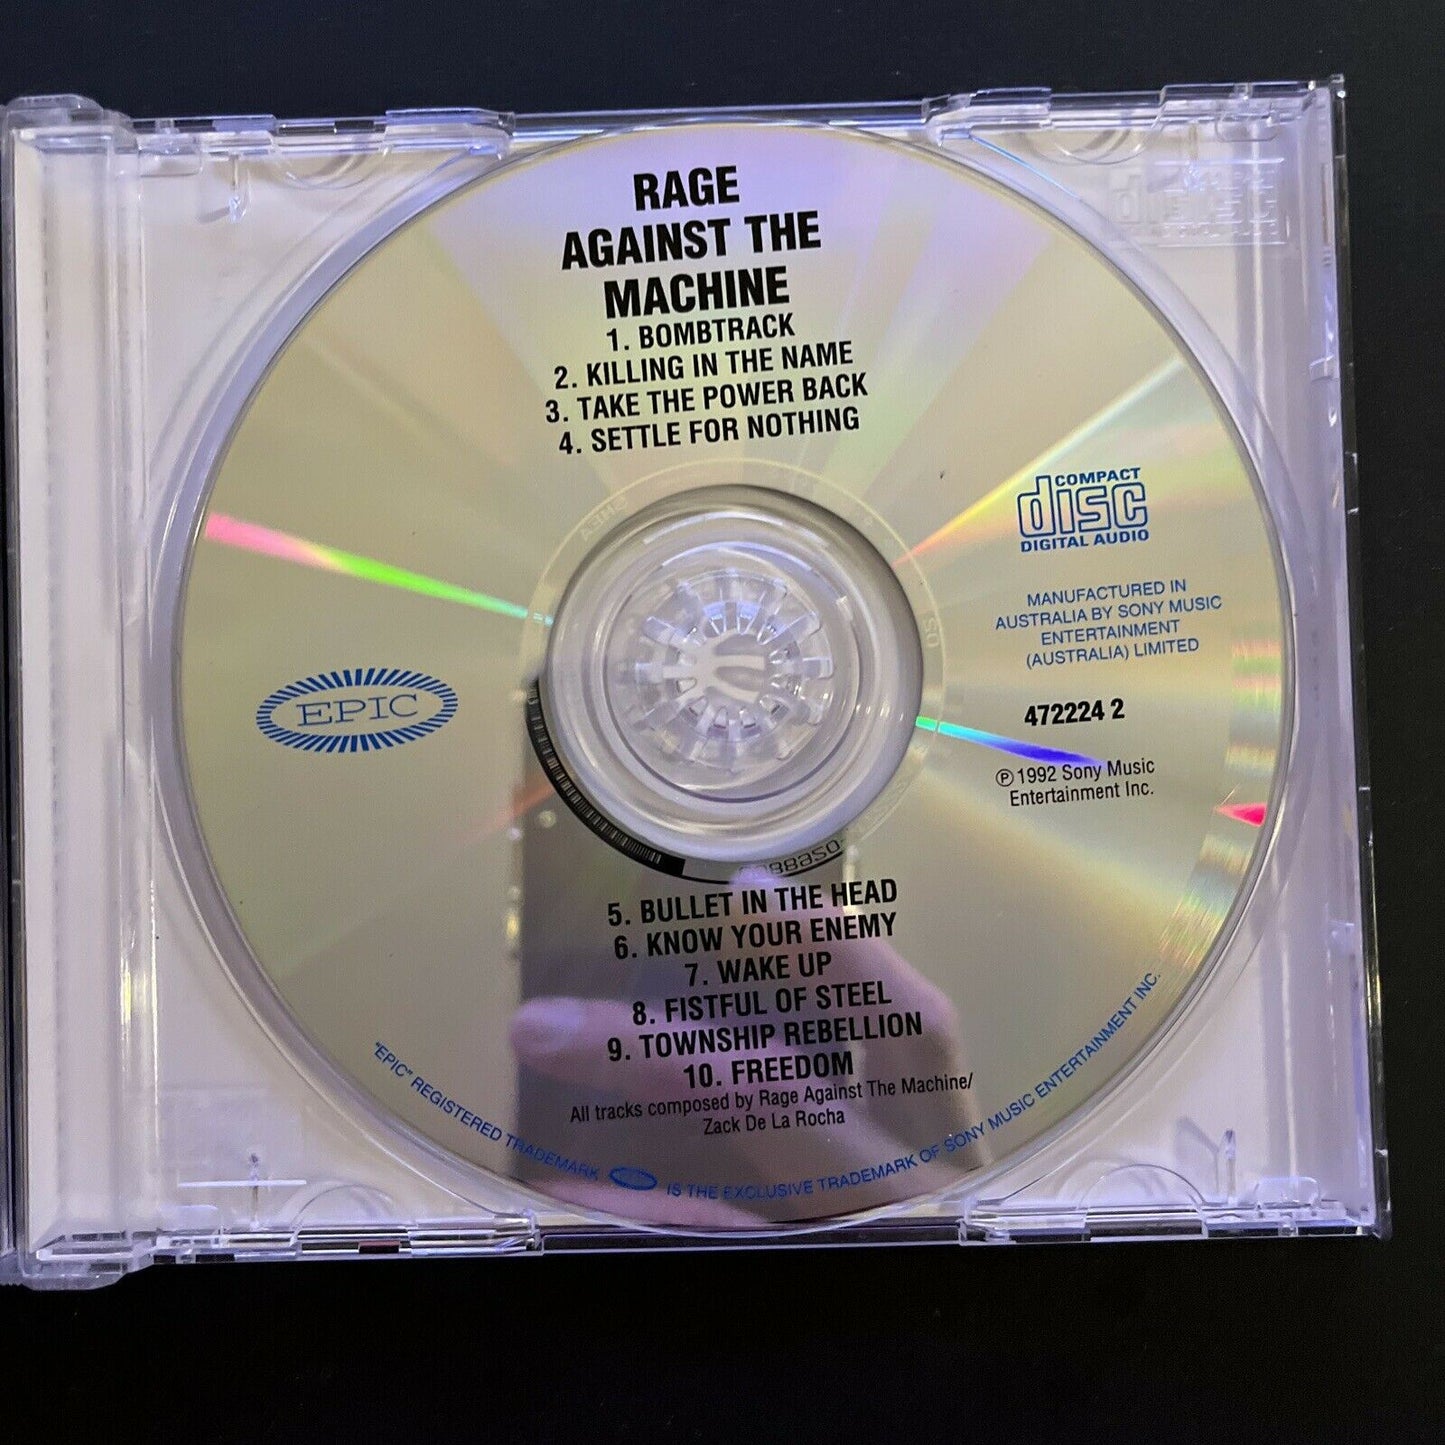 RAGE
AGAINST THE
MACHINE
1. BOMBTRACK
2. KILLING IN THE NAME
3. TAKE THE POWER BACK
4. SETTLE FOR NOTHING
COMPACT
disc
DIGITAL AUDIO
MANUFACTURED IN
AUSTRALIA BY SONY MUSIC
ENTERTAINMENT
(AUSTRALIA) LIMITED
EPIC
472224 2
℗ 1992 Sony Music
Entertainment Inc.
5. BULLET IN THE HEAD
6. KNOW YOUR ENEMY
7. WAKE UP
8. FISTFUL OF STEEL
9. TOWNSHIP REBELLION
10. FREEDOM
All tracks composed by Rage Against The Machine/
Zack De La Rocha
"EPIC" REGISTERED TRADEMARK IS THE EXCLUSIVE TRADEMARK OF SONY MUSIC ENTERTAINMENT INC.